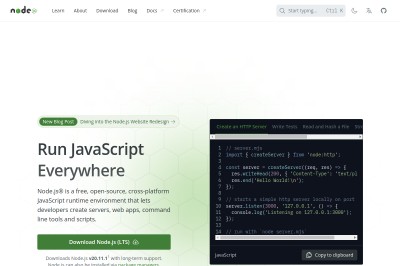 node
Learn About Download Blog Docs Certification
Start typing... Ctrl K
New Blog Post Diving into the Node.js Website Redesign →
Run JavaScript
Everywhere
Node.js® is a free, open-source, cross-platform
JavaScript runtime environment that lets
developers create servers, web apps, command
line tools and scripts.
Download Node.js (LTS)
Downloads Node.js v20.11.1 with long-term support.
Node.js can also be installed via package managers.
Create an HTTP Server Write Tests Read and Hash a File
1 // server.mjs
2 import { createServer } from 'node:http';
3
4 const server = createServer((req, res) => {
5 res.writeHead(200, { 'Content-Type': 'text/pl
6 res.end('Hello World!\n');
7 });
8
9 // starts a simple http server locally on port
10 server.listen(3000, '127.0.0.1', () => {
11 console.log('Listening on 127.0.0.1:3000');
12 });
13
14 // run with `node server.mjs`
JavaScript Copy to clipboard